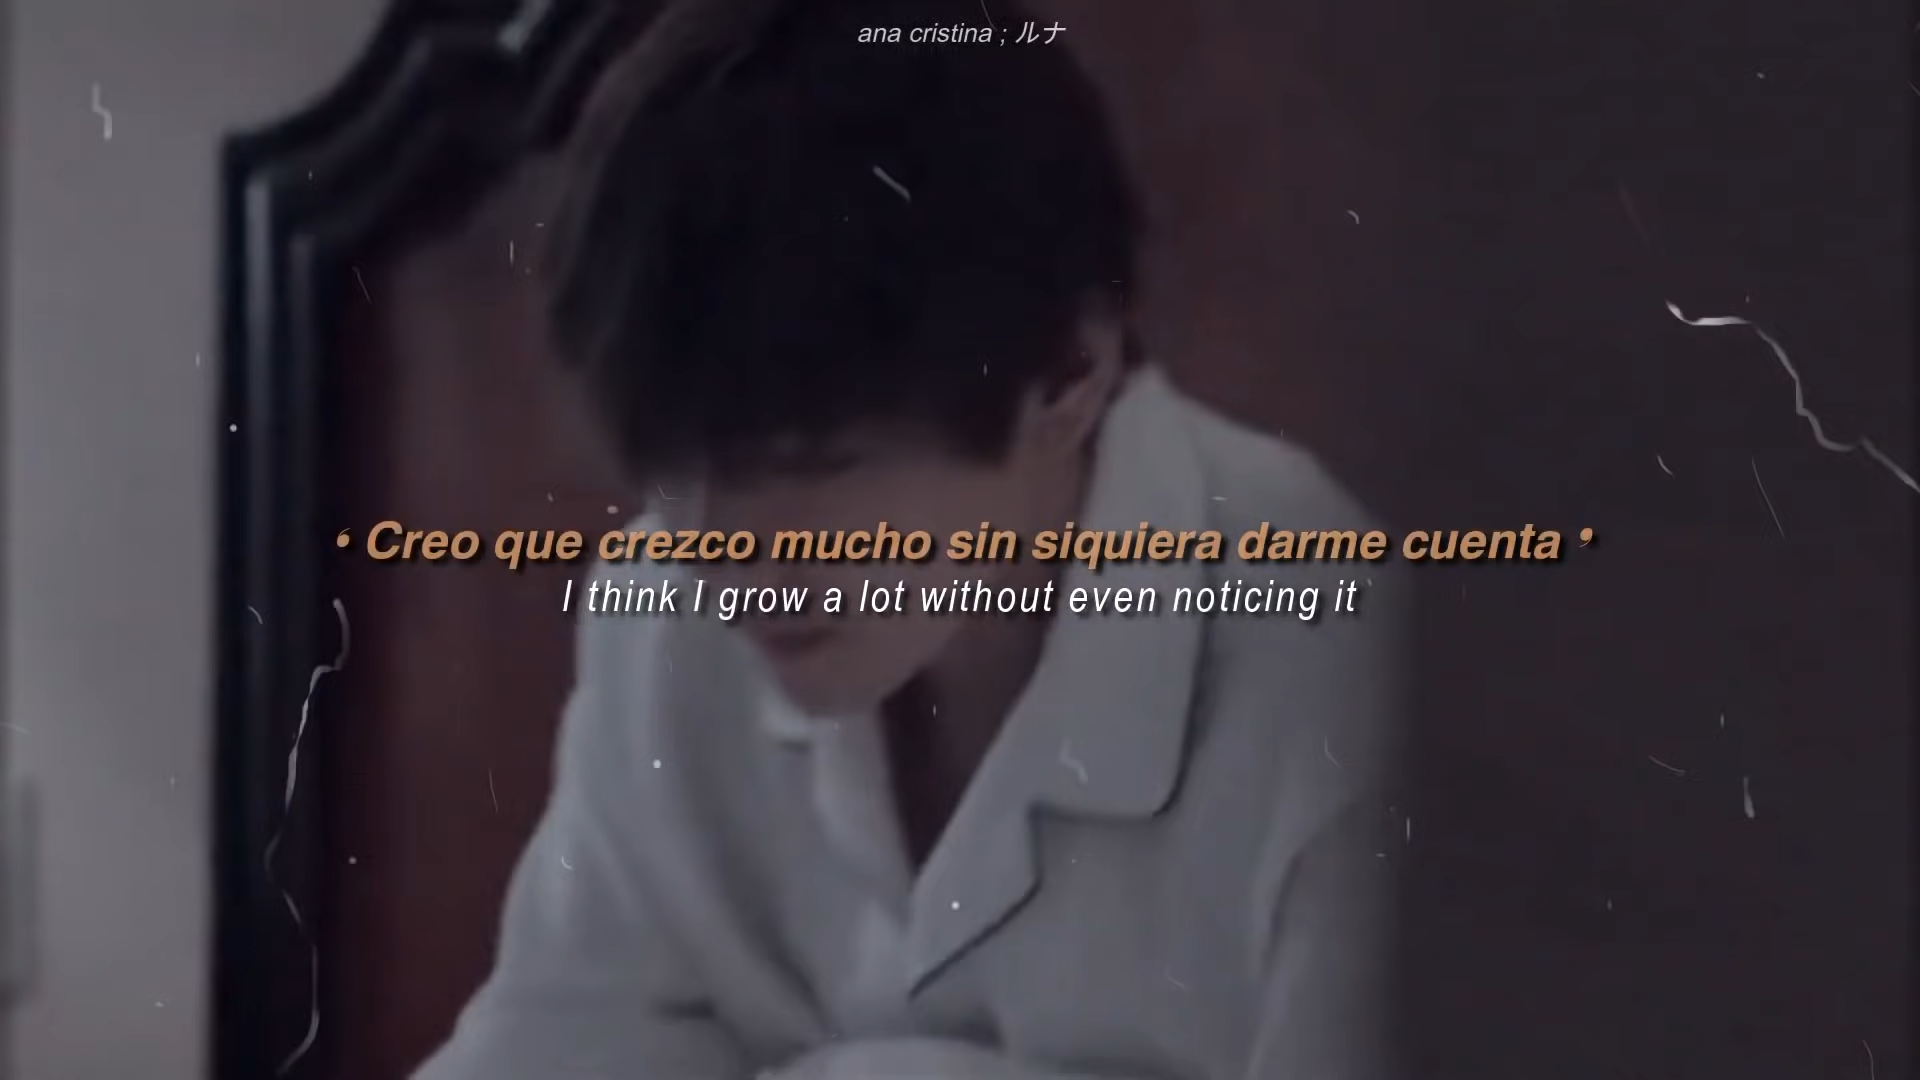 ana cristina ; ルナ
‘ Creo que crezco mucho sin siquiera darme cuenta ’
I think I grow a lot without even noticing it